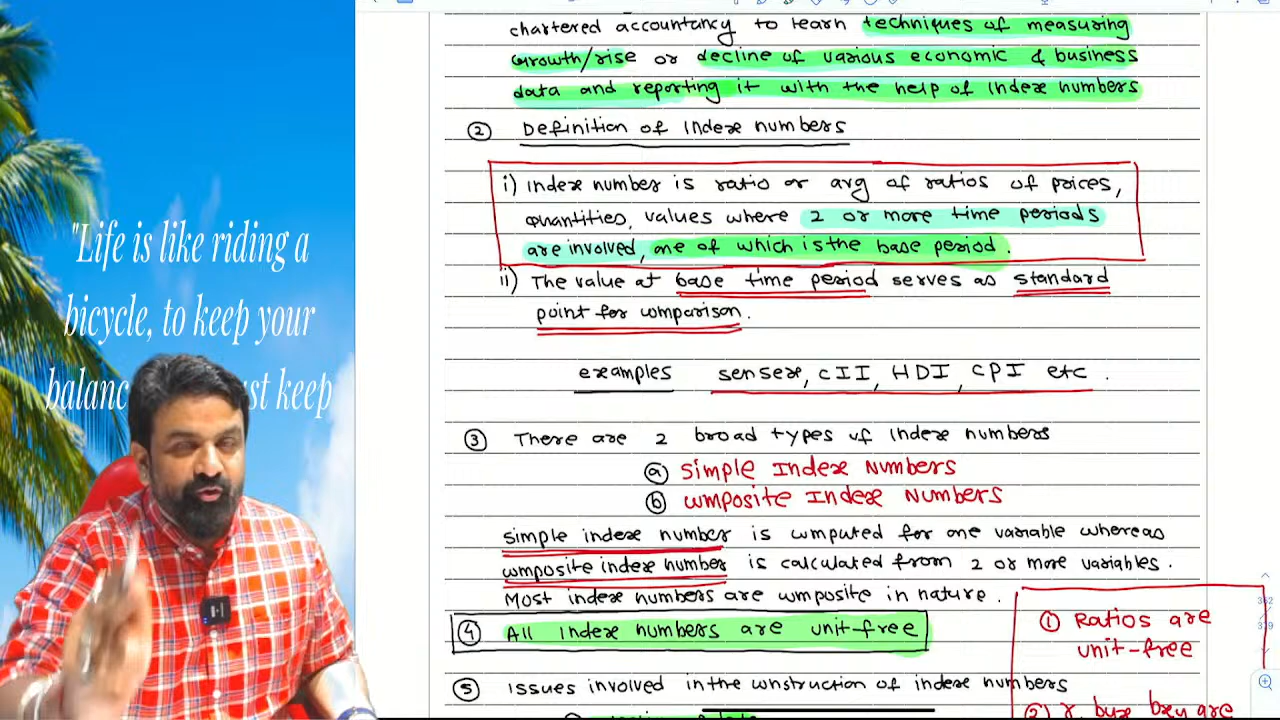 "Life is like riding a
bicycle, to keep your
st keep
chartered accountancy to learn techniques of measuring
Growth/rise or decline of various economic & business
data and reporting it with the help of Index numbers
② Definition of Index numbers
i) Index number is ratio or avg of ratios of prices,
quantities, values where 2 or more time periods
are involved, one of which is the base period.
ii) The value at base time period serves as standard
point for comparison.
examples sensex, CII, HDI, CPI etc.
③ There are 2 broad types of Index numbers
ⓐ Simple Index Numbers
ⓑ Composite Index Numbers
simple index number is computed for one variable whereas
composite index number is calculated from 2 or more variables.
Most index numbers are composite in nature.
④ All Index numbers are unit-free
① Ratios are
unit-free
⑤ Issues involved in the construction of index numbers
② are